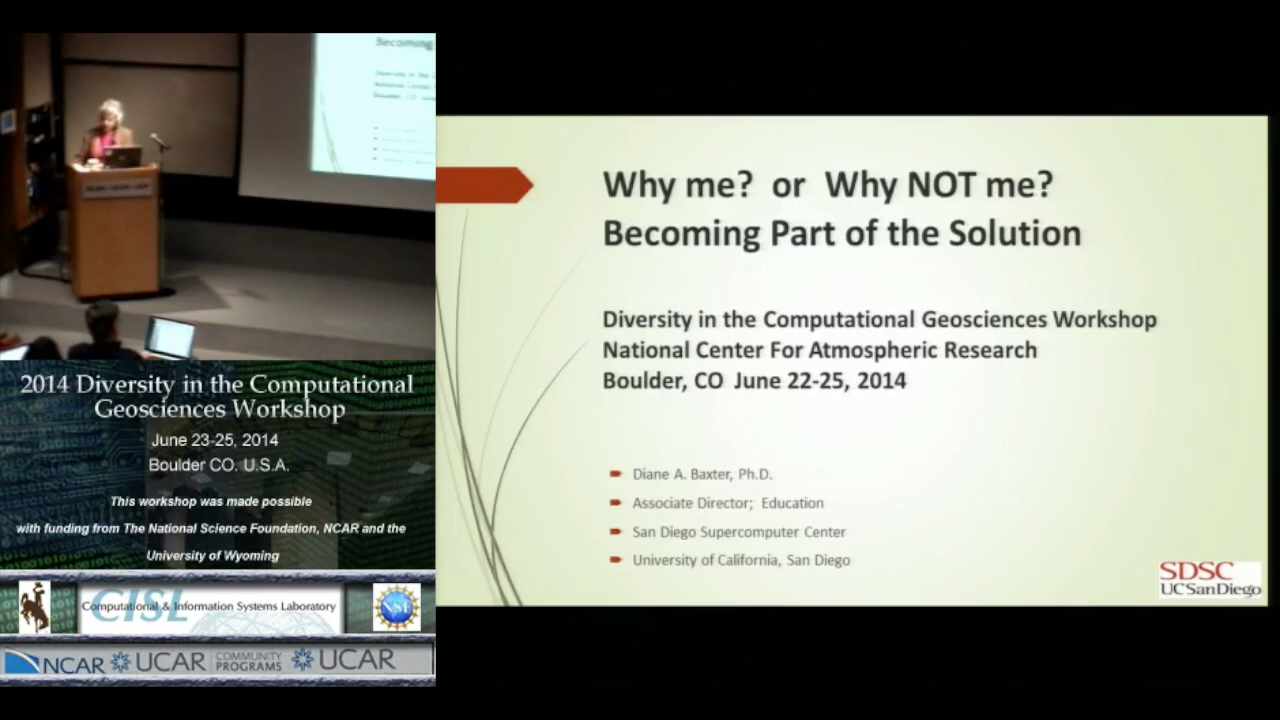 Becoming
Why me? or Why NOT me?
Becoming Part of the Solution
Diversity in the Computational Geosciences Workshop
National Center For Atmospheric Research
Boulder, CO June 22-25, 2014
Diane A. Baxter, Ph.D.
Associate Director; Education
San Diego Supercomputer Center
University of California, San Diego
SDSC
UC San Diego
2014 Diversity in the Computational
Geosciences Workshop
June 23-25, 2014
Boulder CO. U.S.A.
This workshop was made possible
with funding from The National Science Foundation, NCAR and the
University of Wyoming
CISL
Computational & Information Systems Laboratory
NSF
NCAR UCAR COMMUNITY PROGRAMS UCAR